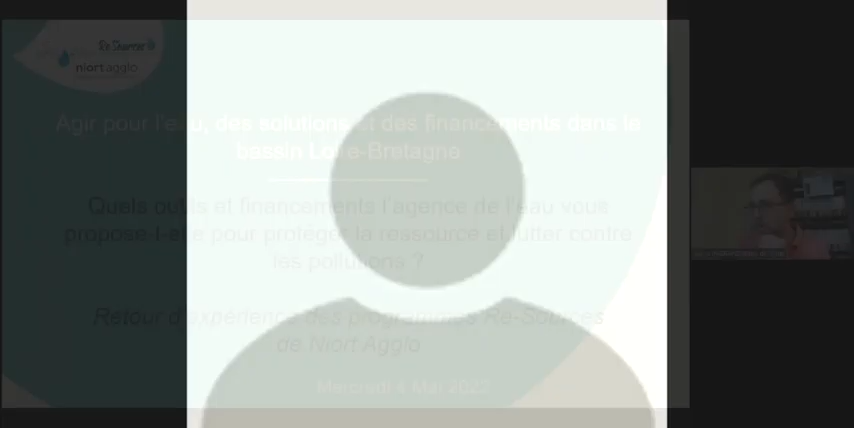 Re Sources
niort agglo
Agir pour l'eau, des solutions et des financements dans le
bassin Loire-Bretagne
Quels outils et financements l'agence de l'eau vous
propose-t-elle pour protéger la ressource et lutter contre
les pollutions ?
Retour d'expérience des programmes Re-Sources
de Niort Agglo
Mercredi 4 Mai 2022